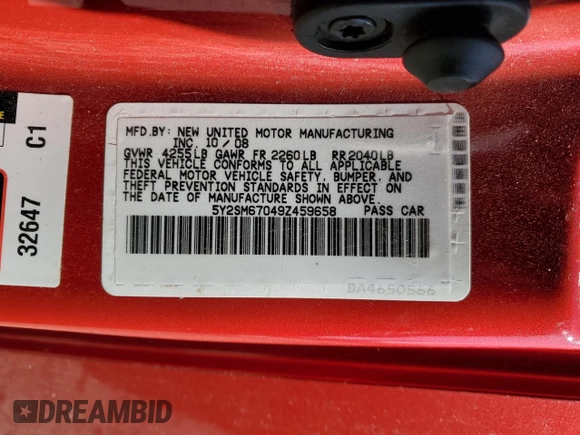 MFD.BY: NEW UNITED MOTOR MANUFACTURING
INC. 10 / 08
GVWR 4255LB GAWR FR 2260LB RR2040LB
THIS VEHICLE CONFORMS TO ALL APPLICABLE
FEDERAL MOTOR VEHICLE SAFETY, BUMPER, AND
THEFT PREVENTION STANDARDS IN EFFECT ON
THE DATE OF MANUFACTURE SHOWN ABOVE.
5Y2SM67049Z459658 PASS CAR
BA4650566
32647 C1
DREAMBID